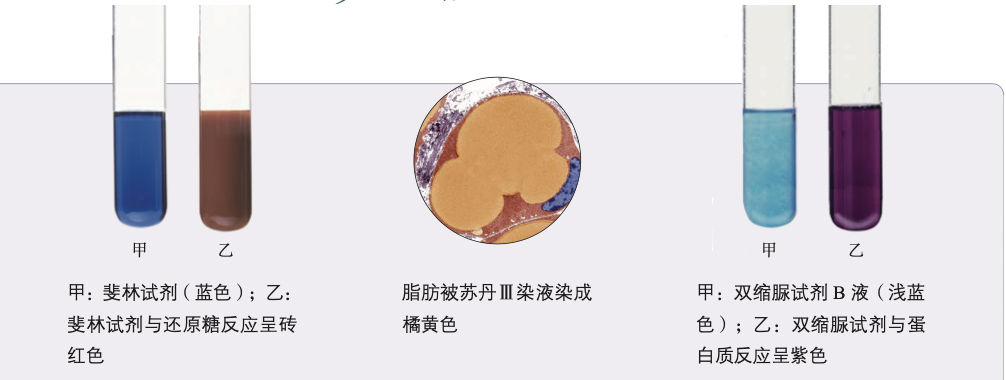 甲 乙
甲：斐林试剂（蓝色）；乙：
斐林试剂与还原糖反应呈砖
红色
脂肪被苏丹Ⅲ染液染成
橘黄色
甲 乙
甲：双缩脲试剂 B 液（浅蓝
色）；乙：双缩脲试剂与蛋
白质反应呈紫色